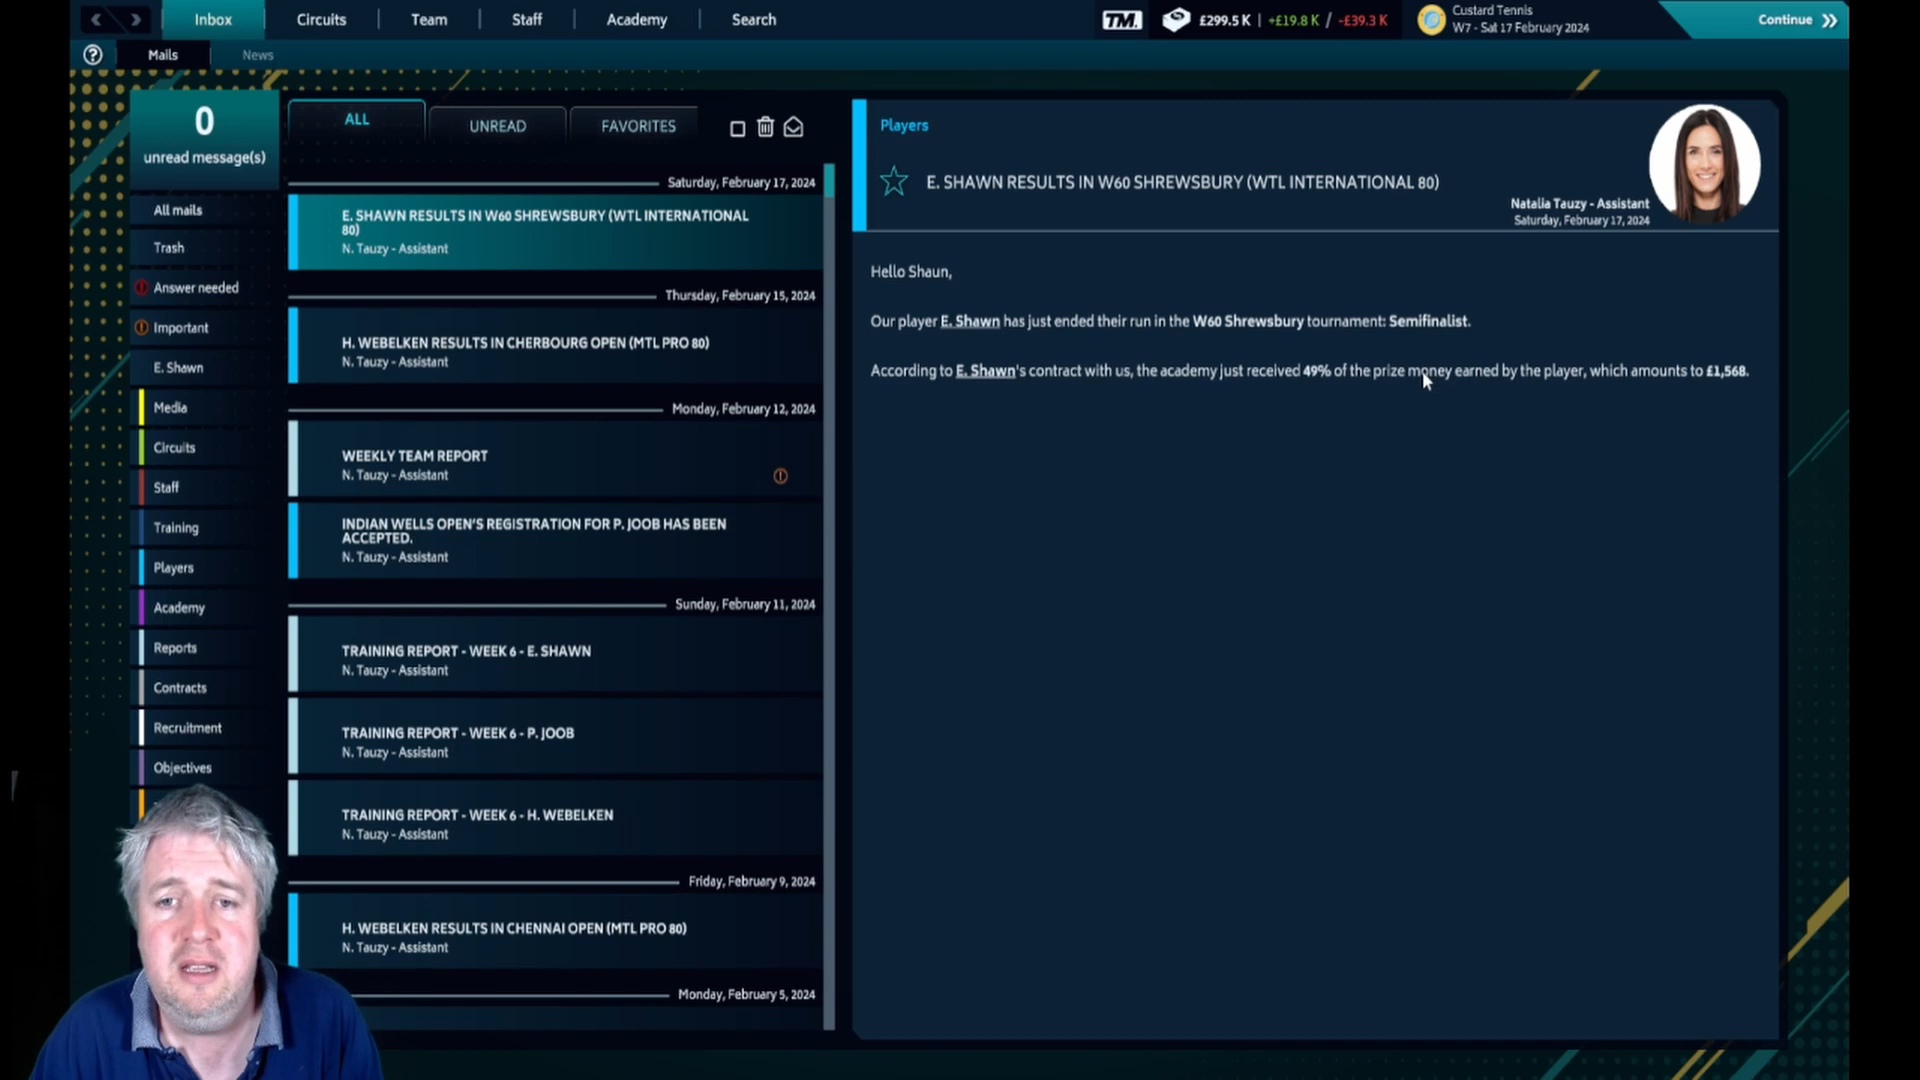 Inbox
Circuits
Team
Staff
Academy
Search
TM.
£299.5 K | +£19.8 K / -£39.3 K
Custard Tennis
W7 - Sat 17 February 2024
Continue
Mails
News
0
unread message(s)
All mails
Trash
Answer needed
Important
E. Shawn
Media
Circuits
Staff
Training
Players
Academy
Reports
Contracts
Recruitment
Objectives
ALL
UNREAD
FAVORITES
Saturday, February 17, 2024
E. SHAWN RESULTS IN W60 SHREWSBURY (WTL INTERNATIONAL
80)
N. Tauzy - Assistant
Thursday, February 15, 2024
H. WEBELKEN RESULTS IN CHERBOURG OPEN (MTL PRO 80)
N. Tauzy - Assistant
Monday, February 12, 2024
WEEKLY TEAM REPORT
N. Tauzy - Assistant
INDIAN WELLS OPEN'S REGISTRATION FOR P. JOOB HAS BEEN
ACCEPTED.
N. Tauzy - Assistant
Sunday, February 11, 2024
TRAINING REPORT - WEEK 6 - E. SHAWN
N. Tauzy - Assistant
TRAINING REPORT - WEEK 6 - P. JOOB
N. Tauzy - Assistant
TRAINING REPORT - WEEK 6 - H. WEBELKEN
N. Tauzy - Assistant
Friday, February 9, 2024
H. WEBELKEN RESULTS IN CHENNAI OPEN (MTL PRO 80)
N. Tauzy - Assistant
Monday, February 5, 2024
Players
E. SHAWN RESULTS IN W60 SHREWSBURY (WTL INTERNATIONAL 80)
Natalia Tauzy - Assistant
Saturday, February 17, 2024
Hello Shaun,
Our player E. Shawn has just ended their run in the W60 Shrewsbury tournament: Semifinalist.
According to E. Shawn's contract with us, the academy just received 49% of the prize money earned by the player, which amounts to £1,568.